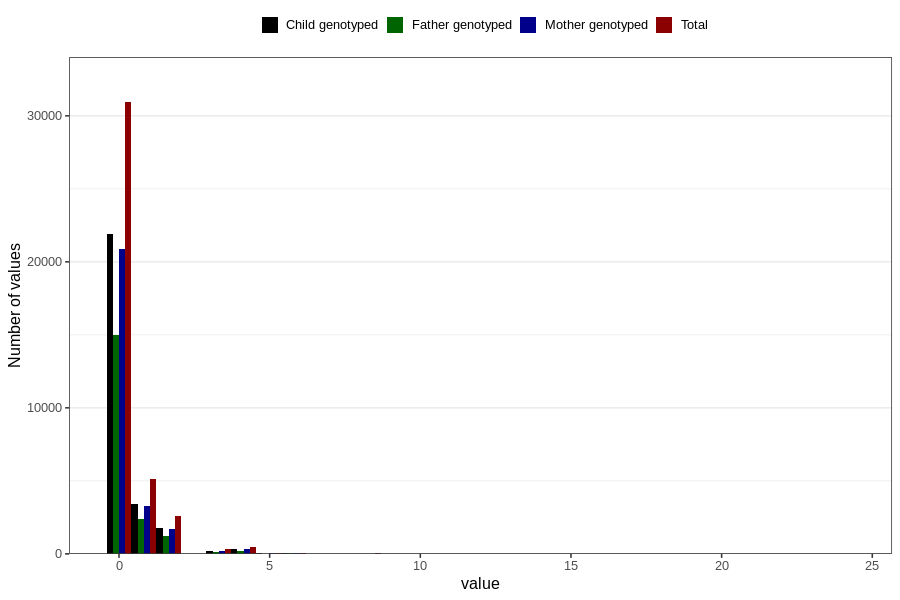 Child genotyped Father genotyped Mother genotyped Total
30000
20000
10000
0
Number of values
0 5 10 15 20 25
value